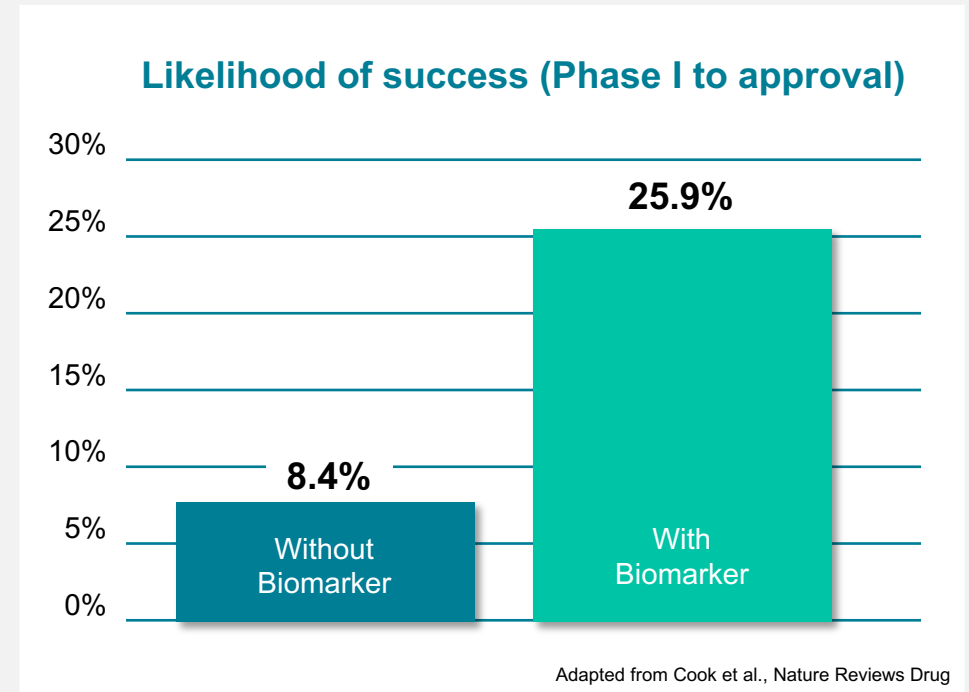 Likelihood of success (Phase I to approval)
30%
25%
20%
15%
10%
5%
0%
25.9%
8.4%
Without
Biomarker
With
Biomarker
Adapted from Cook et al., Nature Reviews Drug